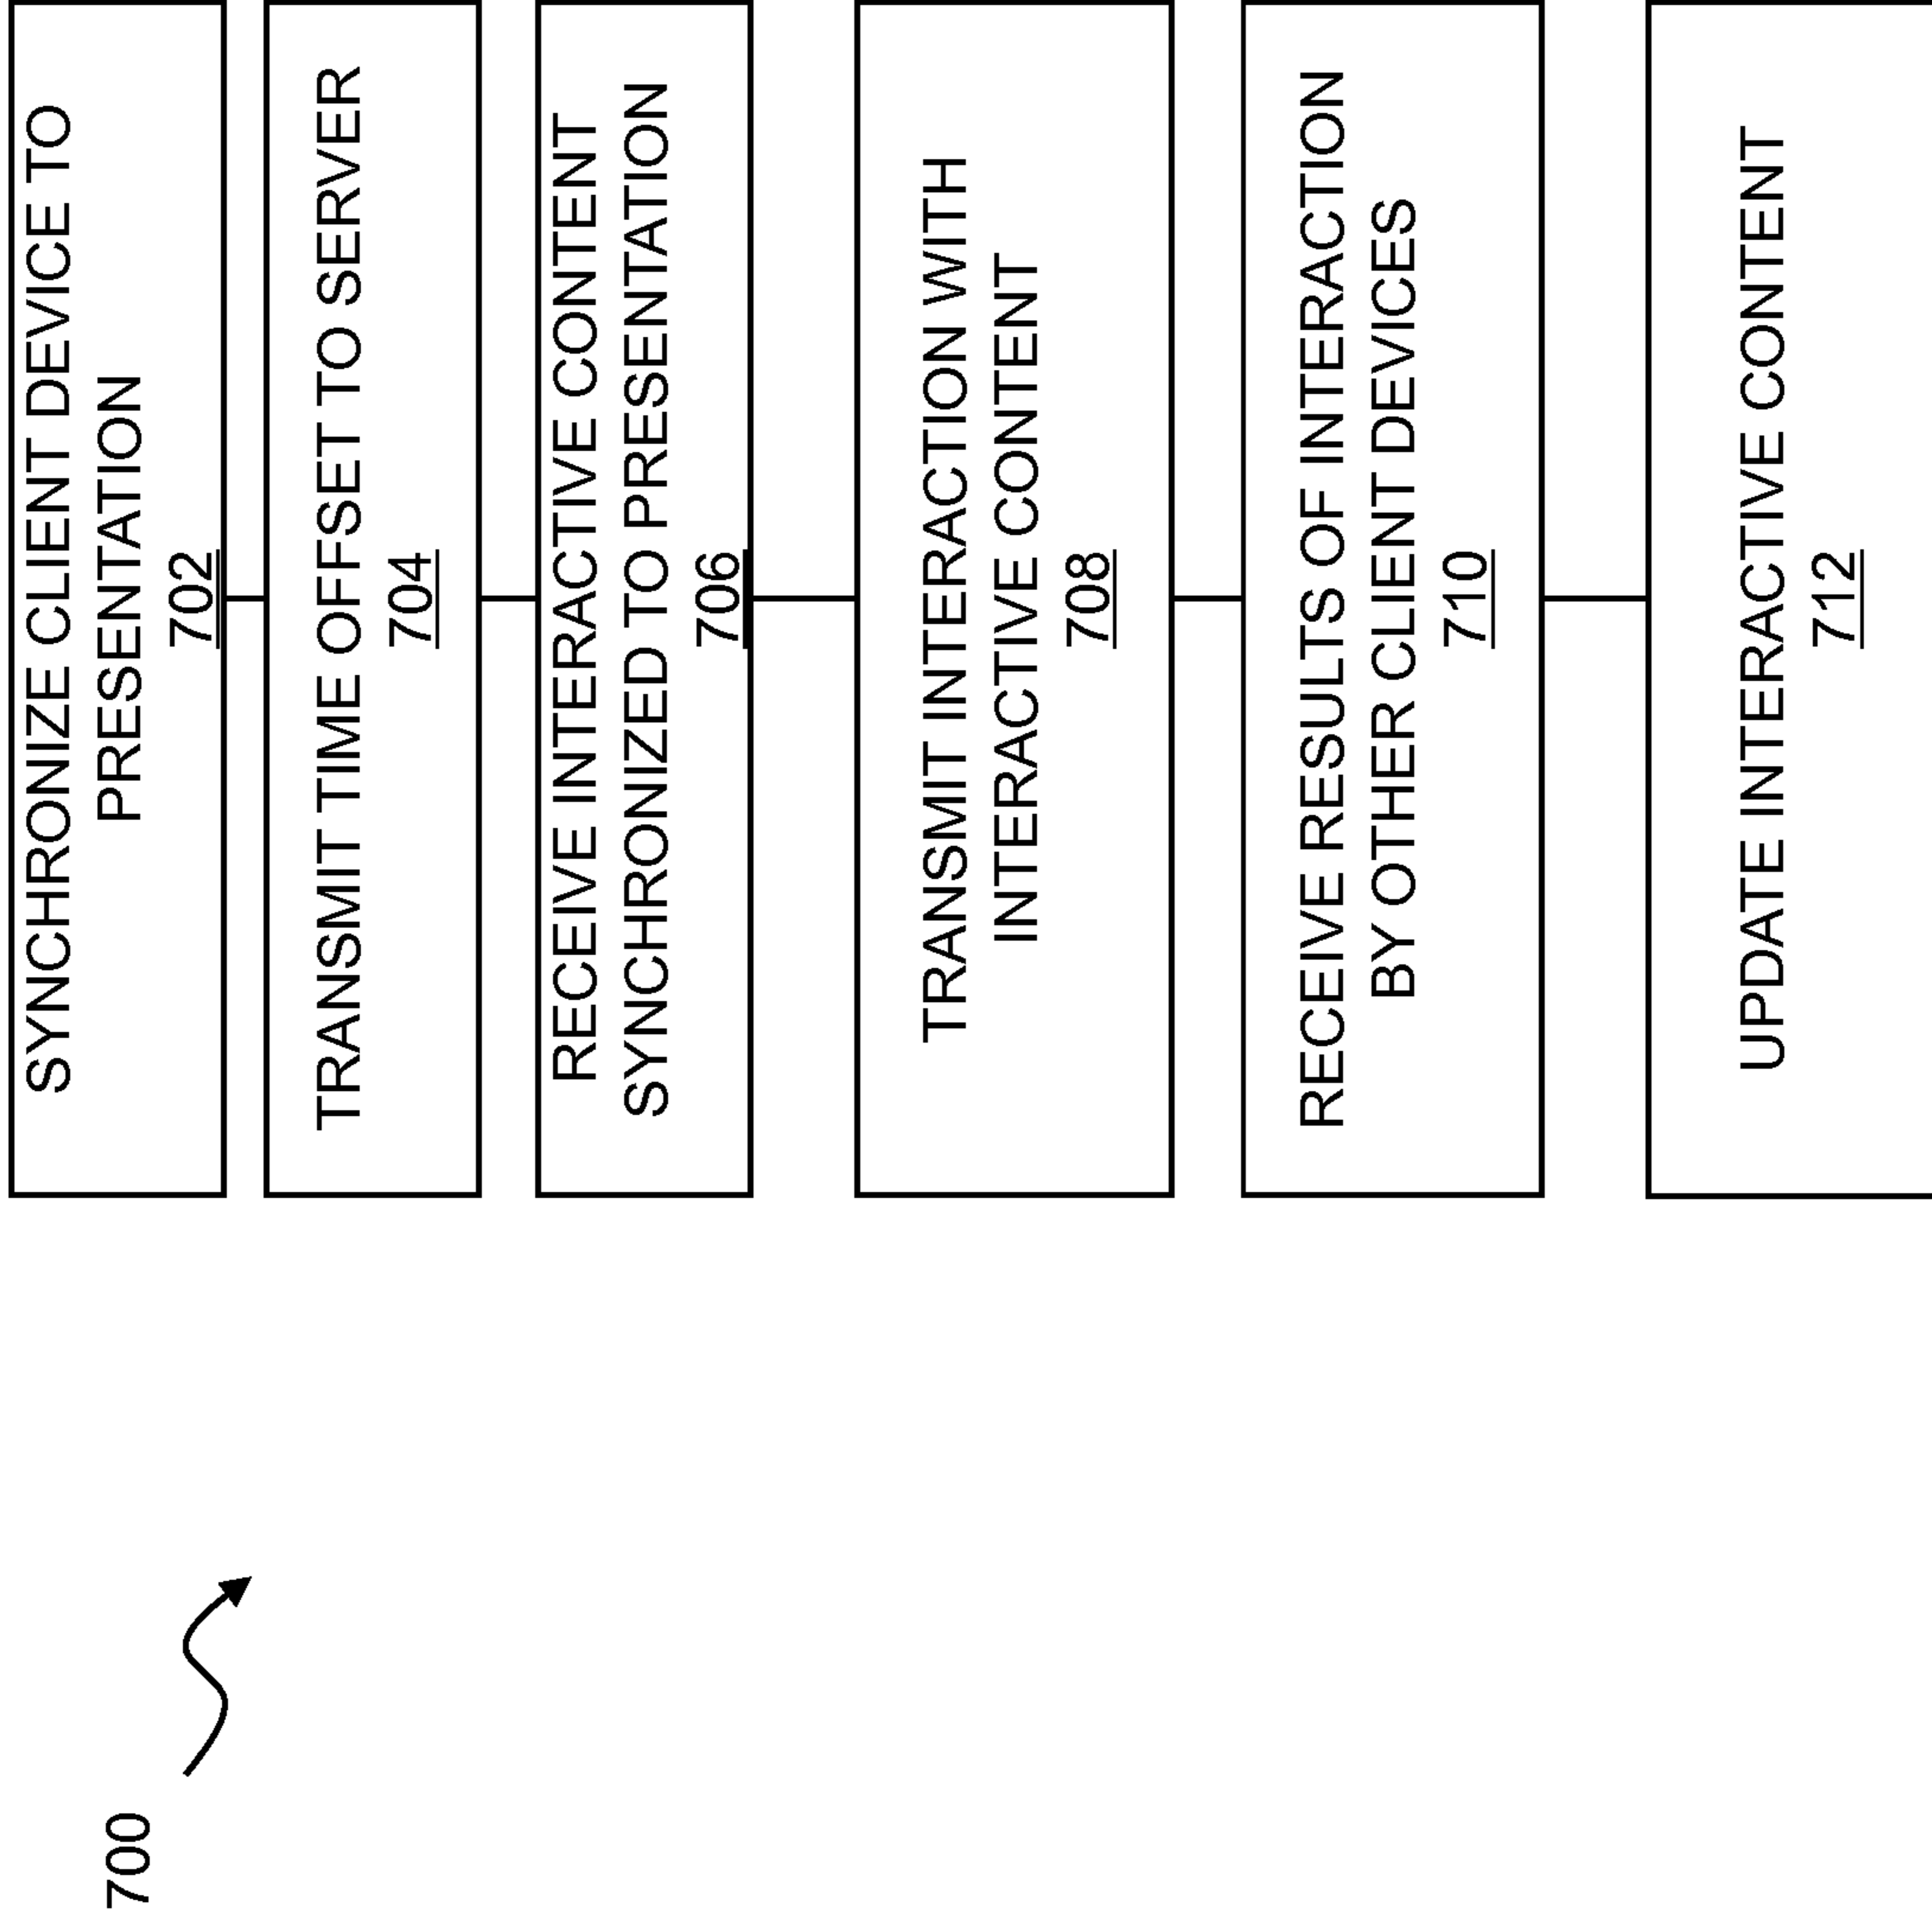 700
SYNCHRONIZE CLIENT DEVICE TO
PRESENTATION
702
TRANSMIT TIME OFFSET TO SERVER
704
RECEIVE INTERACTIVE CONTENT
SYNCHRONIZED TO PRESENTATION
706
TRANSMIT INTERACTION WITH
INTERACTIVE CONTENT
708
RECEIVE RESULTS OF INTERACTION
BY OTHER CLIENT DEVICES
710
UPDATE INTERACTIVE CONTENT
712